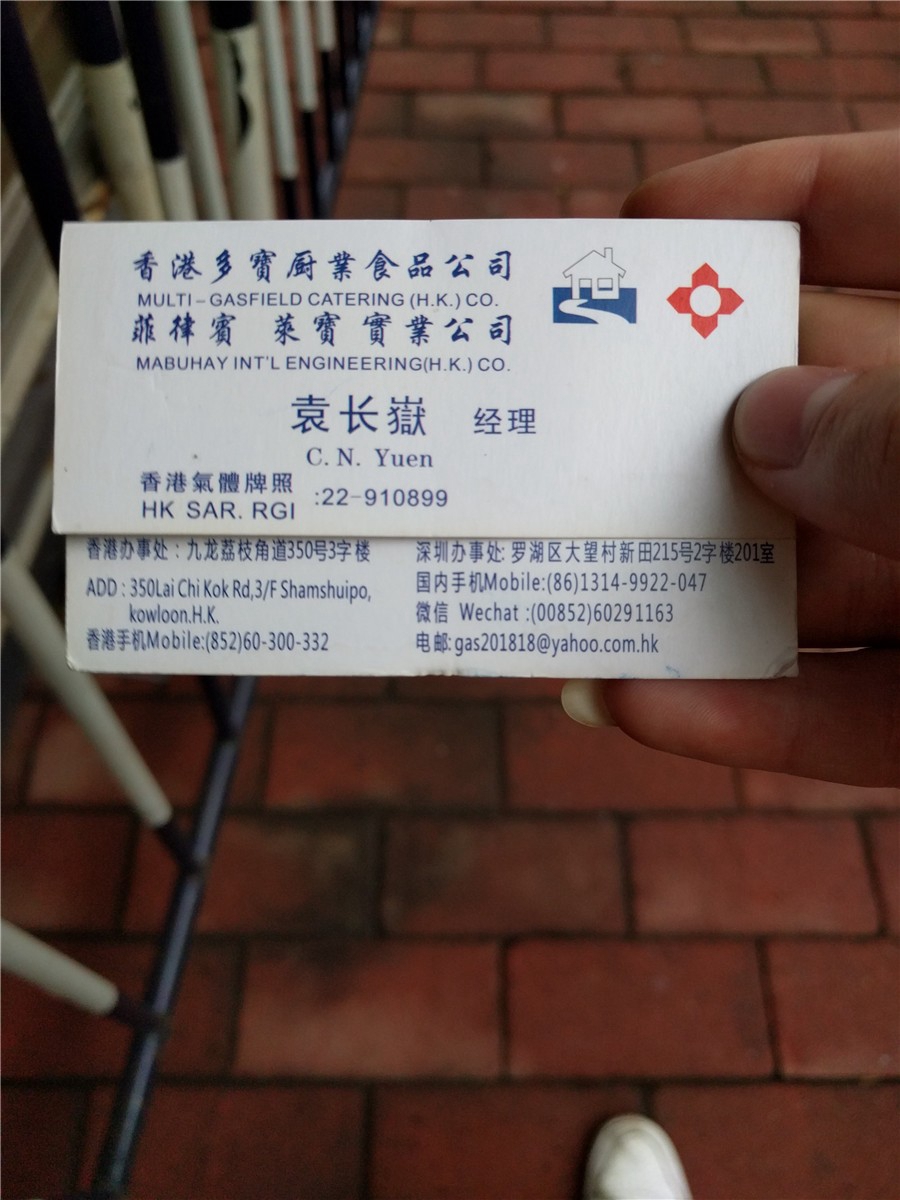 香港多寶厨業食品公司
MULTI-GASFIELD CATERING (H.K.) CO.
菲律賓 萊寶實業公司
MABUHAY INT'L ENGINEERING(H.K.) CO.
袁长嶽 经理
C. N. Yuen
香港氣體牌照
HK SAR. RGI :22-910899
香港办事处：九龙荔枝角道350号3字楼
ADD : 350Lai Chi Kok Rd,3/F Shamshuipo,
kowloon.H.K.
香港手机Mobile:(852)60-300-332
深圳办事处: 罗湖区大望村新田215号2字楼201室
国内手机Mobile:(86)1314-9922-047
微信 Wechat :(00852)60291163
电邮:gas201818@yahoo.com.hk